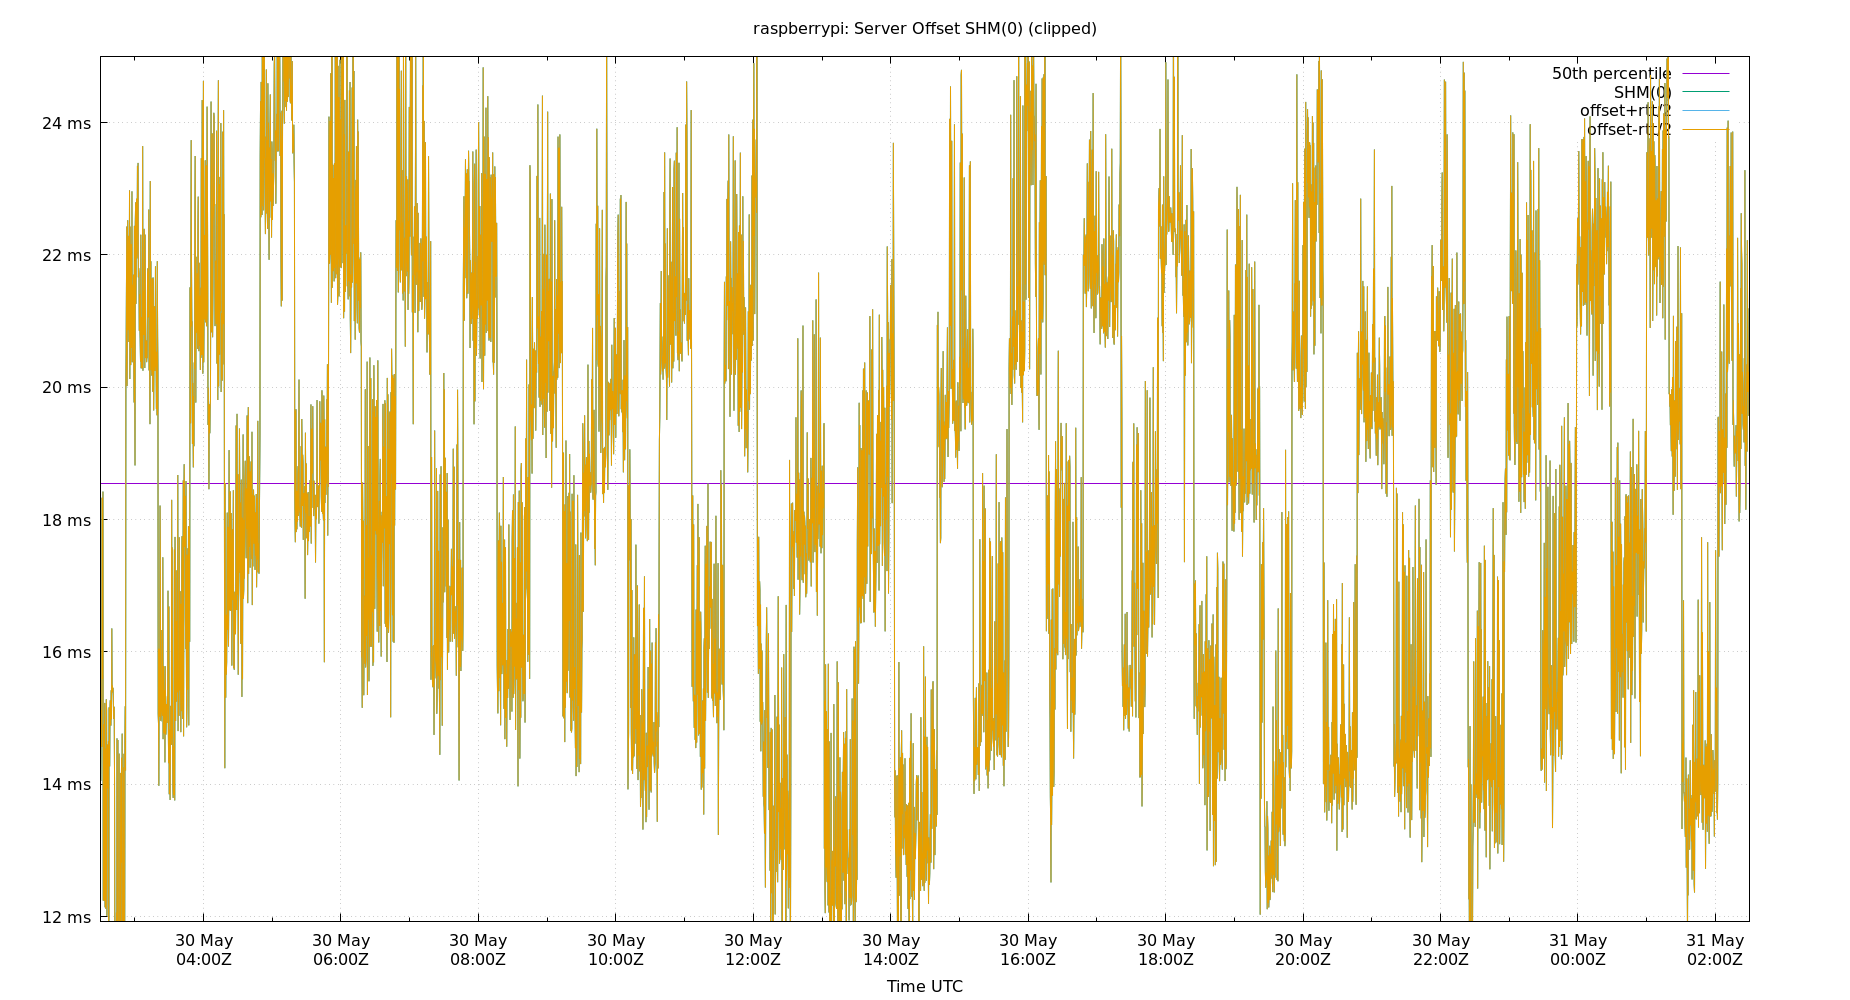 raspberrypi: Server Offset SHM(0) (clipped)
50th percentile
SHM(0)
offset+rtt/2
offset-rtt/2
24 ms
22 ms
20 ms
18 ms
16 ms
14 ms
12 ms
30 May 30 May 30 May 30 May 30 May 30 May 30 May 30 May 30 May 30 May 31 May 31 May
04:00Z 06:00Z 08:00Z 10:00Z 12:00Z 14:00Z 16:00Z 18:00Z 20:00Z 22:00Z 00:00Z 02:00Z
Time UTC